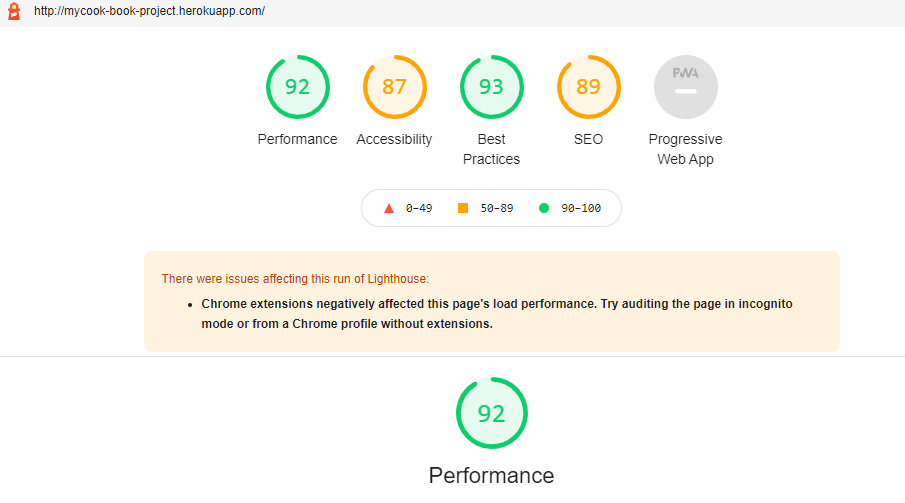 http://mycook-book-project.herokuapp.com/
92 87 93 89 PWA
Performance Accessibility Best Practices SEO Progressive Web App
0–49 50–89 90–100
There were issues affecting this run of Lighthouse:
• Chrome extensions negatively affected this page's load performance. Try auditing the page in incognito
mode or from a Chrome profile without extensions.
92
Performance